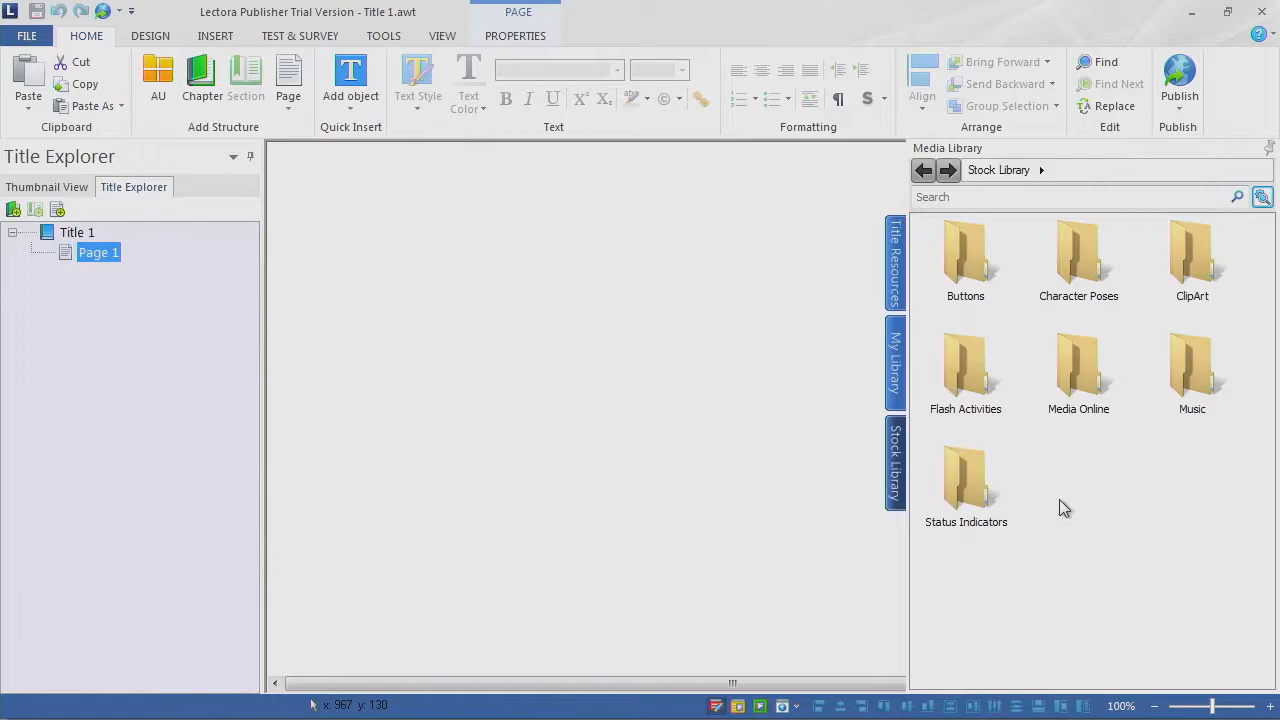 Lectora Publisher Trial Version - Title 1.awt
PAGE
FILE
HOME
DESIGN
INSERT
TEST & SURVEY
TOOLS
VIEW
PROPERTIES
Paste
Cut
Copy
Paste As
Clipboard
AU
Chapter
Section
Page
Add Structure
Add object
Quick Insert
Text Style
Text Color
B I U X² X₂
Text
Formatting
Align
Bring Forward
Send Backward
Group Selection
Arrange
Find
Find Next
Replace
Edit
Publish
Publish
Title Explorer
Thumbnail View
Title Explorer
Title 1
Page 1
Title Resources
My Library
Stock Library
Media Library
Stock Library
Search
Buttons
Character Poses
ClipArt
Flash Activities
Media Online
Music
Status Indicators
x: 967 y: 130
100%